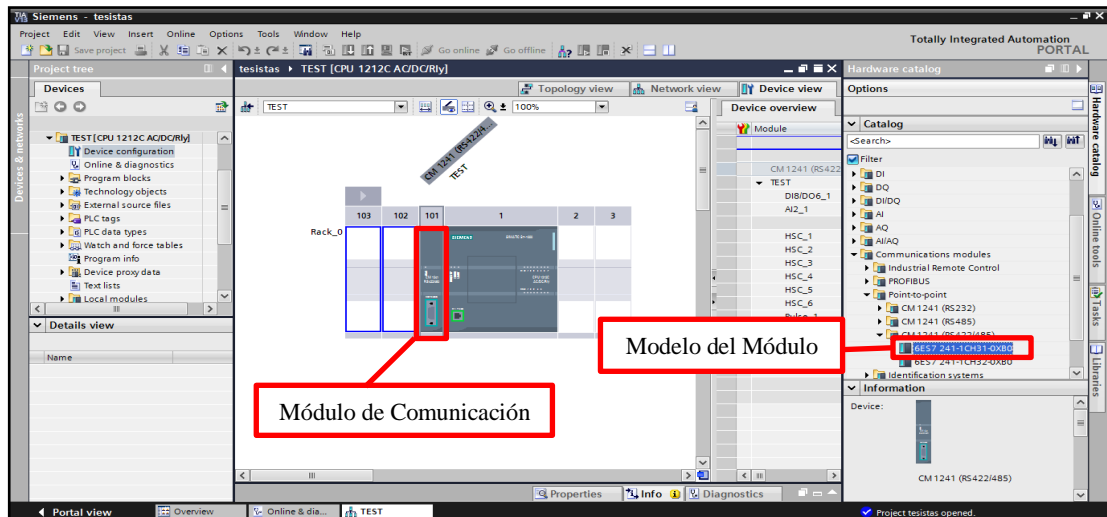 Siemens - tesistas
Project Edit View Insert Online Options Tools Window Help
Save project Go online Go offline
Totally Integrated Automation
PORTAL
Project tree
Devices
TEST [CPU 1212C AC/DC/Rly]
Device configuration
Online & diagnostics
Program blocks
Technology objects
External source files
PLC tags
PLC data types
Watch and force tables
Program info
Device proxy data
Text lists
Local modules
Details view
Name
Devices & networks
tesistas TEST [CPU 1212C AC/DC/Rly]
Topology view Network view Device view
TEST 100%
CM 1241 (RS422/4...
TEST
103 102 101 1 2 3
Rack_0
SIEMENS
Módulo de Comunicación
Device overview
Module
CM 1241 (RS422
TEST
DI8/DO6_1
AI2_1
HSC_1
HSC_2
HSC_3
HSC_4
HSC_5
HSC_6
Pulse_1
Modelo del Módulo
Properties Info Diagnostics
Hardware catalog
Options
Catalog
<Search>
Filter
DI
DQ
DI/DQ
AI
AQ
AI/AQ
Communications modules
Industrial Remote Control
PROFIBUS
Point-to-point
CM 1241 (RS232)
CM 1241 (RS485)
CM 1241 (RS422/485)
6ES7 241-1CH31-0XB0
6ES7 241-1CH32-0XB0
Identification systems
Information
Device:
CM 1241 (RS422/485)
Hardware catalog
Online tools
Tasks
Libraries
Portal view Overview Online & dia... TEST
Project tesistas opened.